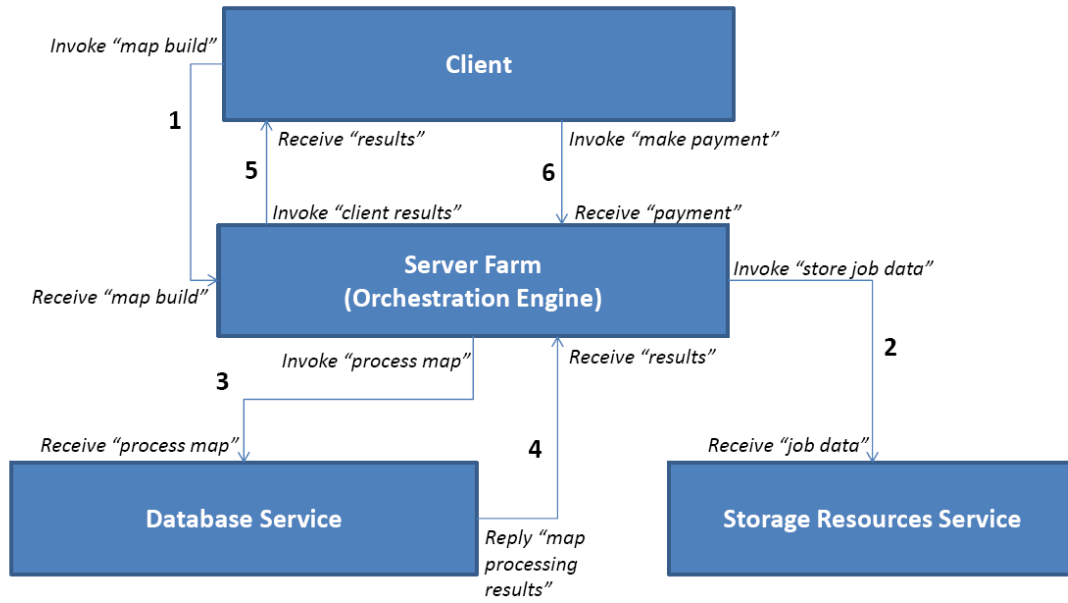 Invoke “map build”
Client
1
Receive “results”
Invoke “make payment”
5
6
Invoke “client results”
Receive “payment”
Server Farm
(Orchestration Engine)
Invoke “store job data”
Receive “map build”
Invoke “process map”
Receive “results”
2
3
Receive “process map”
4
Receive “job data”
Database Service
Storage Resources Service
Reply “map
processing
results”